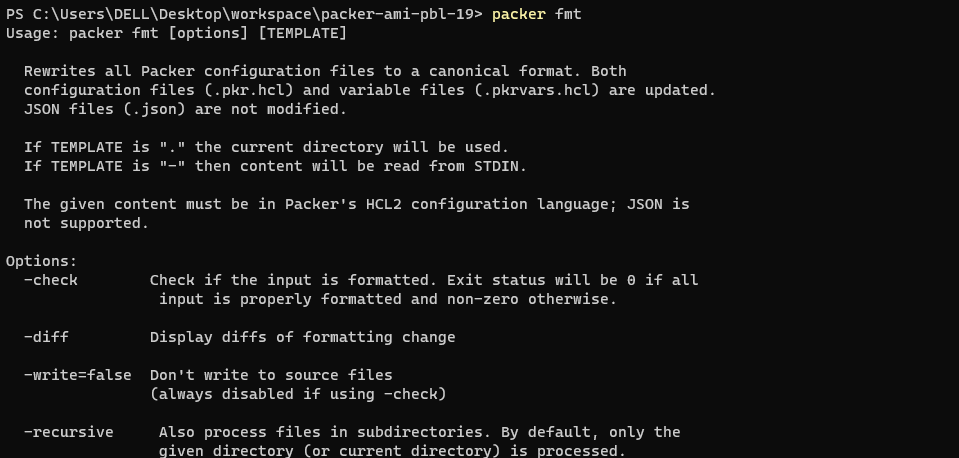 PS C:\Users\DELL\Desktop\workspace\packer-ami-pbl-19> packer fmt
Usage: packer fmt [options] [TEMPLATE]
Rewrites all Packer configuration files to a canonical format. Both
configuration files (.pkr.hcl) and variable files (.pkrvars.hcl) are updated.
JSON files (.json) are not modified.
If TEMPLATE is "." the current directory will be used.
If TEMPLATE is "-" then content will be read from STDIN.
The given content must be in Packer's HCL2 configuration language; JSON is
not supported.
Options:
-check Check if the input is formatted. Exit status will be 0 if all
input is properly formatted and non-zero otherwise.
-diff Display diffs of formatting change
-write=false Don't write to source files
(always disabled if using -check)
-recursive Also process files in subdirectories. By default, only the
given directory (or current directory) is processed.